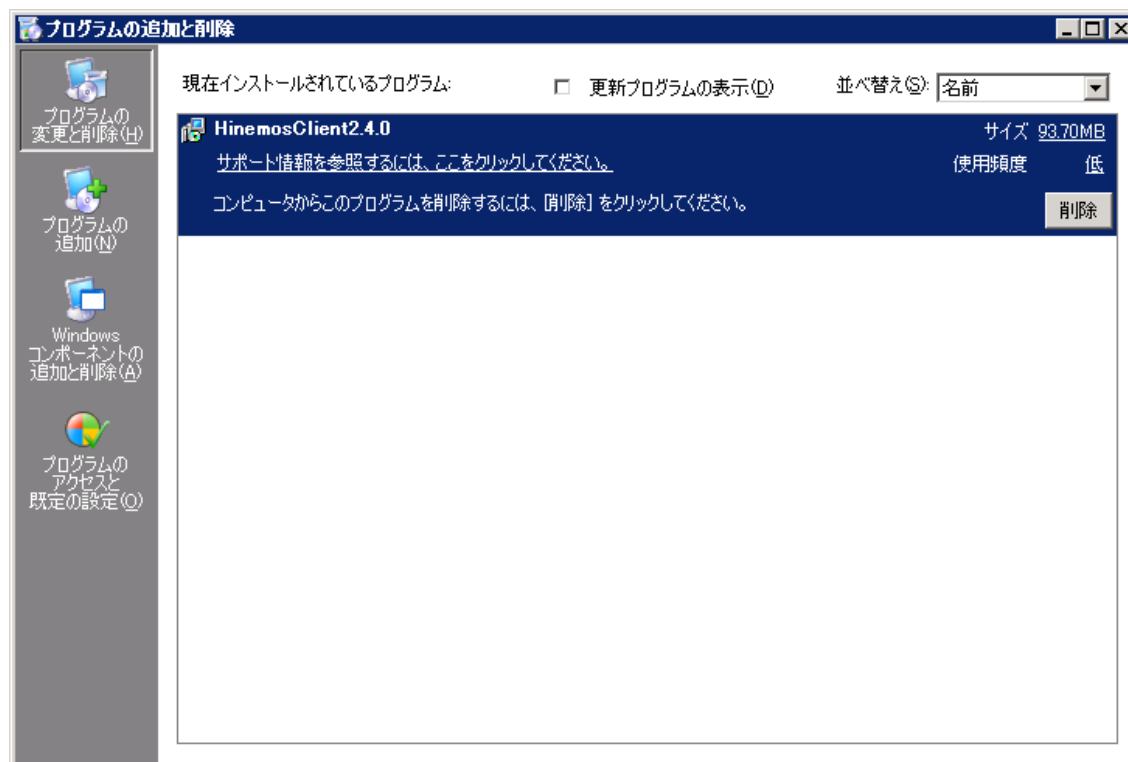 プログラムの追加と削除
プログラムの
変更と削除(H)
プログラムの
追加(N)
Windows
コンポーネントの
追加と削除(A)
プログラムの
アクセスと
既定の設定(O)
現在インストールされているプログラム:
更新プログラムの表示(D)
並べ替え(S):
名前
HinemosClient2.4.0
サイズ 93.70MB
サポート情報を参照するには、ここをクリックしてください。
使用頻度 低
コンピュータからこのプログラムを削除するには、[削除] をクリックしてください。
削除